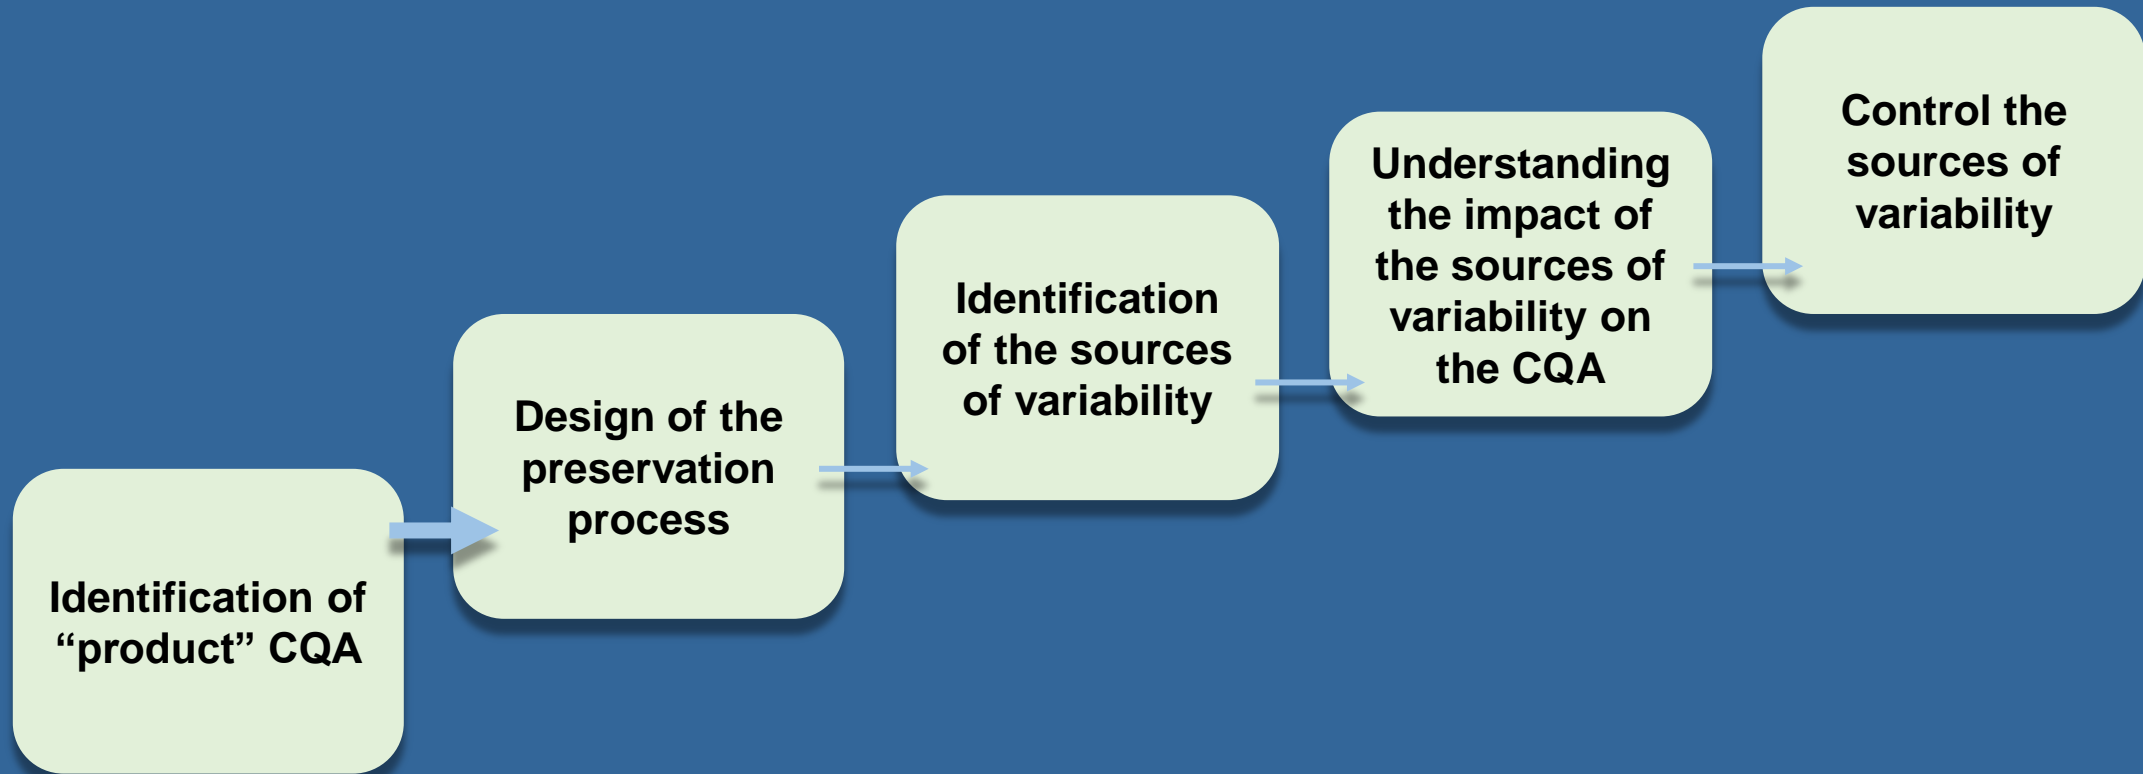 Identification of
“product” CQA
Design of the
preservation
process
Identification
of the sources
of variability
Understanding
the impact of
the sources of
variability on
the CQA
Control the
sources of
variability